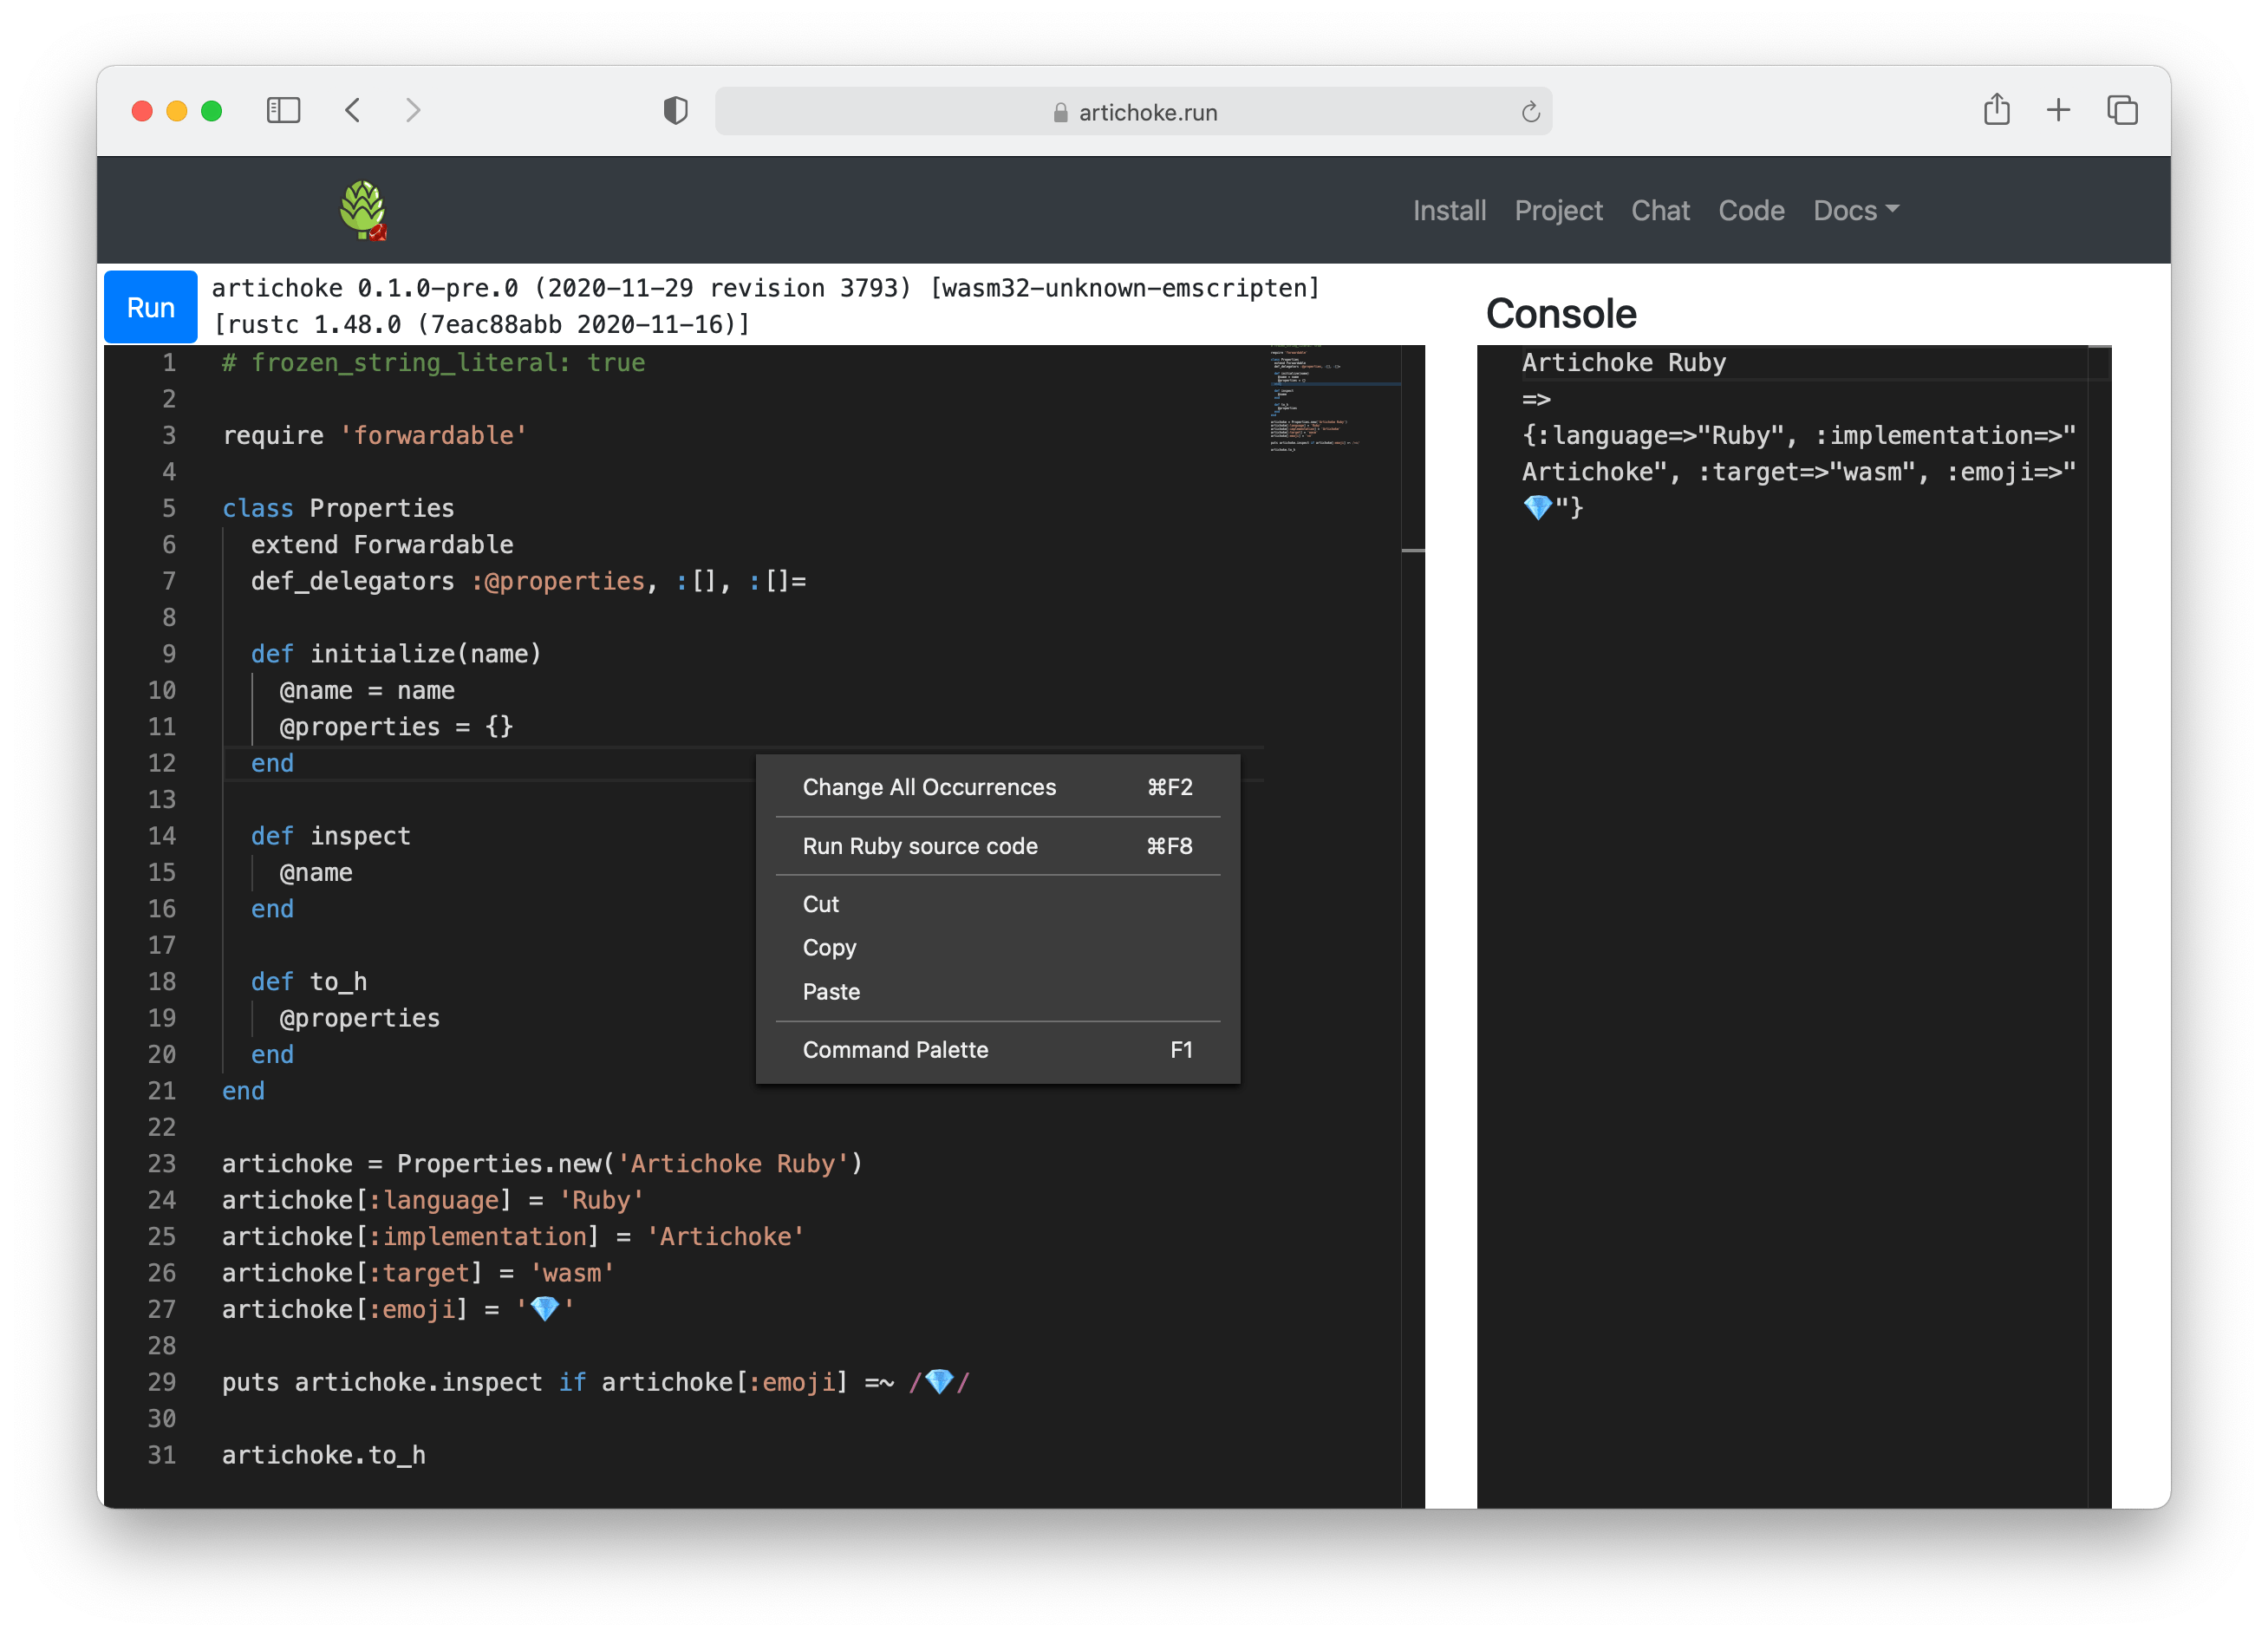 artichoke.run
Install Project Chat Code Docs
Run
artichoke 0.1.0-pre.0 (2020-11-29 revision 3793) [wasm32-unknown-emscripten]
[rustc 1.48.0 (7eac88abb 2020-11-16)]
1 # frozen_string_literal: true
2
3 require 'forwardable'
4
5 class Properties
6   extend Forwardable
7   def_delegators :@properties, :[], :[]=
8
9   def initialize(name)
10     @name = name
11     @properties = {}
12   end
13
14   def inspect
15     @name
16   end
17
18   def to_h
19     @properties
20   end
21 end
22
23 artichoke = Properties.new('Artichoke Ruby')
24 artichoke[:language] = 'Ruby'
25 artichoke[:implementation] = 'Artichoke'
26 artichoke[:target] = 'wasm'
27 artichoke[:emoji] = '💎'
28
29 puts artichoke.inspect if artichoke[:emoji] =~ /💎/
30
31 artichoke.to_h
Change All Occurrences ⌘F2
Run Ruby source code ⌘F8
Cut
Copy
Paste
Command Palette F1
Console
Artichoke Ruby
=>
{:language=>"Ruby", :implementation=>"
Artichoke", :target=>"wasm", :emoji=>"
💎"}